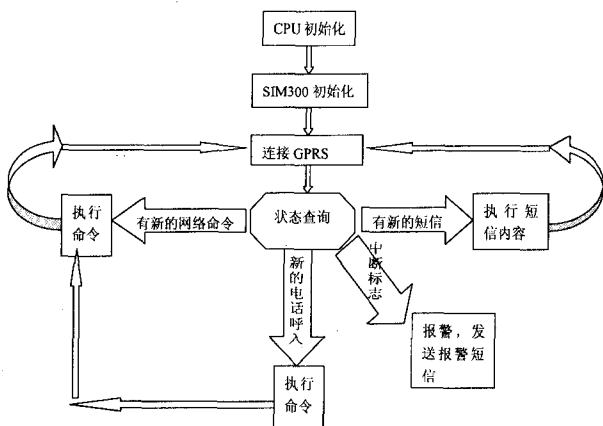 CPU 初始化
SIM300 初始化
连接 GPRS
执行
命令
有新的网络命令
状态查询
有新的短信
执行短
信内容
新的电话呼入
中断标志
报警，发
送报警短
信
执行
命令